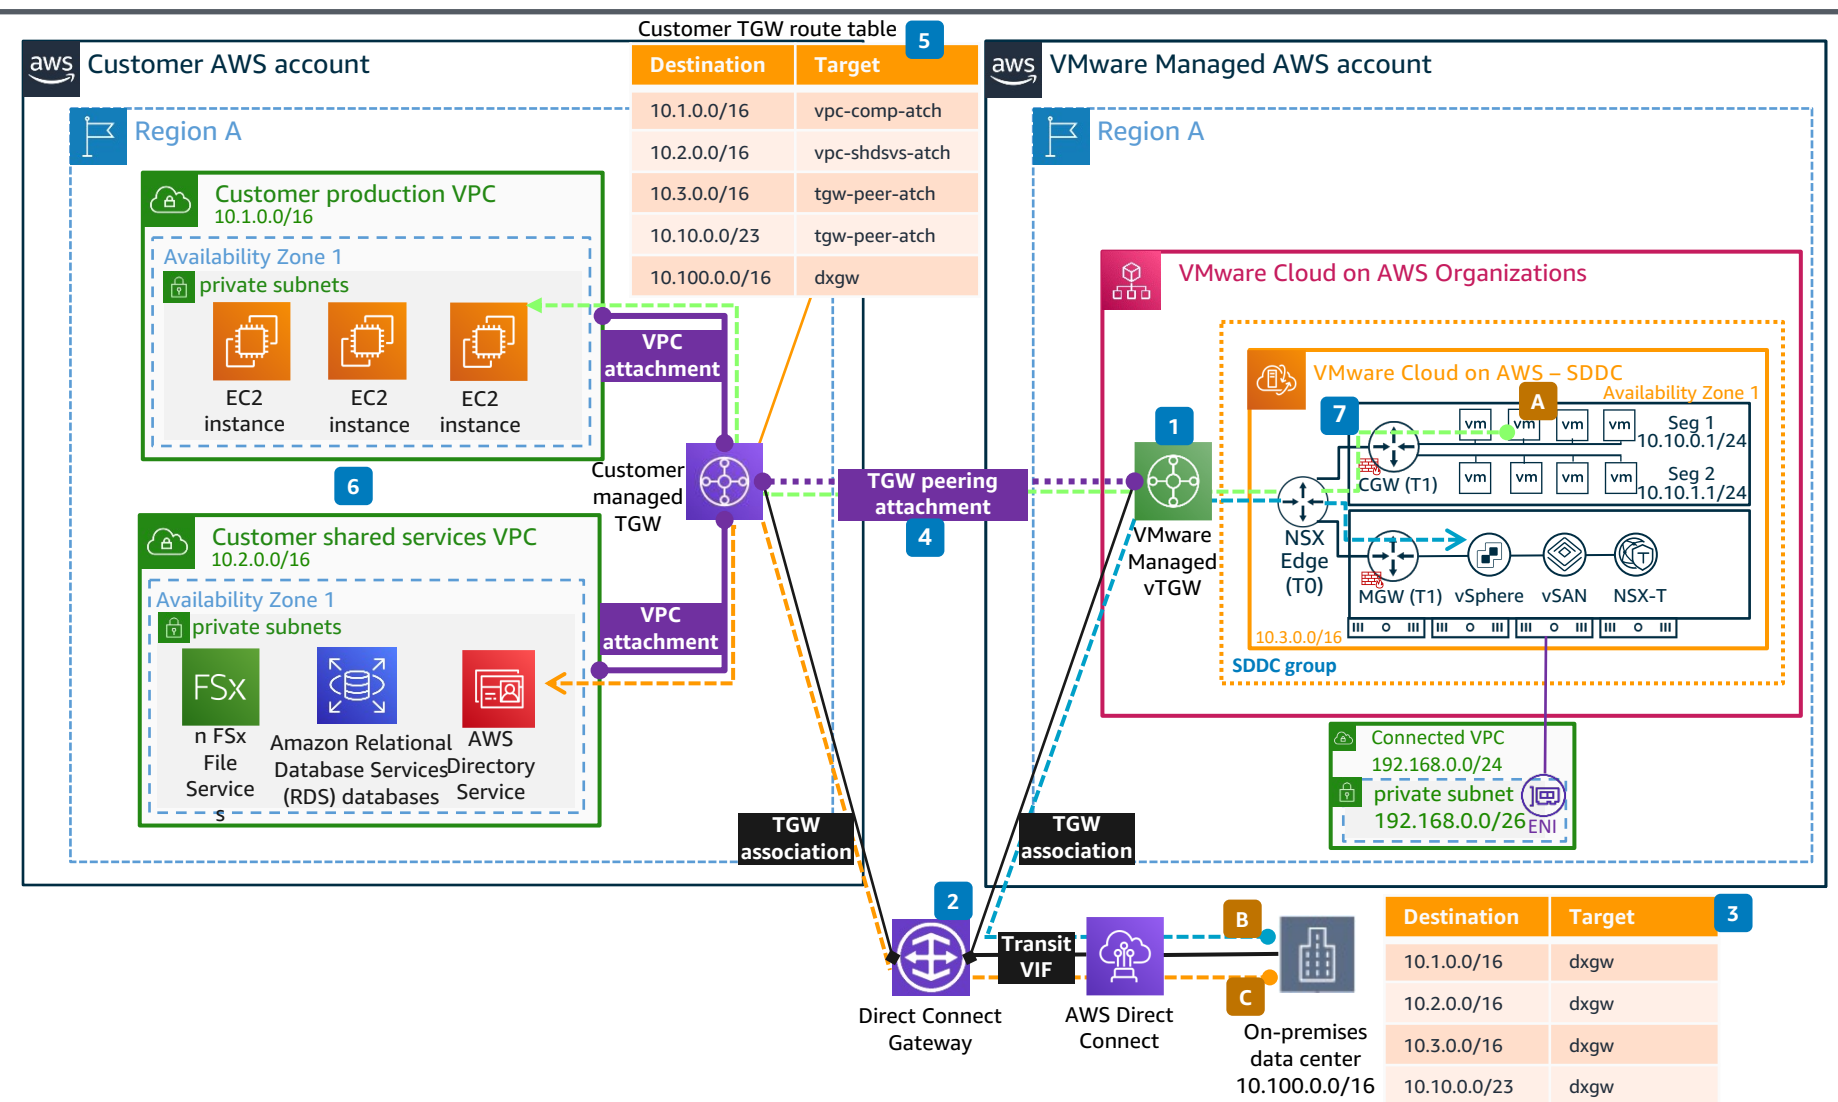 Customer TGW route table
5
Destination Target
10.1.0.0/16 vpc-comp-atch
10.2.0.0/16 vpc-shdsvs-atch
10.3.0.0/16 tgw-peer-atch
10.10.0.0/23 tgw-peer-atch
10.100.0.0/16 dxgw
aws
Customer AWS account
Region A
Customer production VPC
10.1.0.0/16
Availability Zone 1
private subnets
EC2
instance
EC2
instance
EC2
instance
VPC
attachment
6
Customer
managed
TGW
Customer shared services VPC
10.2.0.0/16
Availability Zone 1
private subnets
VPC
attachment
FSx
n FSx
File
Service
s
Amazon Relational
Database Services
(RDS) databases
AWS
Directory
Service
TGW
association
TGW peering
attachment
4
aws
VMware Managed AWS account
Region A
VMware Cloud on AWS Organizations
VMware Cloud on AWS – SDDC
Availability Zone 1
A
7
1
vm vm vm vm
Seg 1
10.10.0.1/24
vm vm vm vm
Seg 2
10.10.1.1/24
CGW (T1)
VMware
Managed
vTGW
NSX
Edge
(T0)
T
MGW (T1) vSphere vSAN NSX-T
10.3.0.0/16
SDDC group
Connected VPC
192.168.0.0/24
private subnet
192.168.0.0/26
ENI
TGW
association
2
Direct Connect
Gateway
Transit
VIF
AWS Direct
Connect
B
C
On-premises
data center
10.100.0.0/16
3
Destination Target
10.1.0.0/16 dxgw
10.2.0.0/16 dxgw
10.3.0.0/16 dxgw
10.10.0.0/23 dxgw